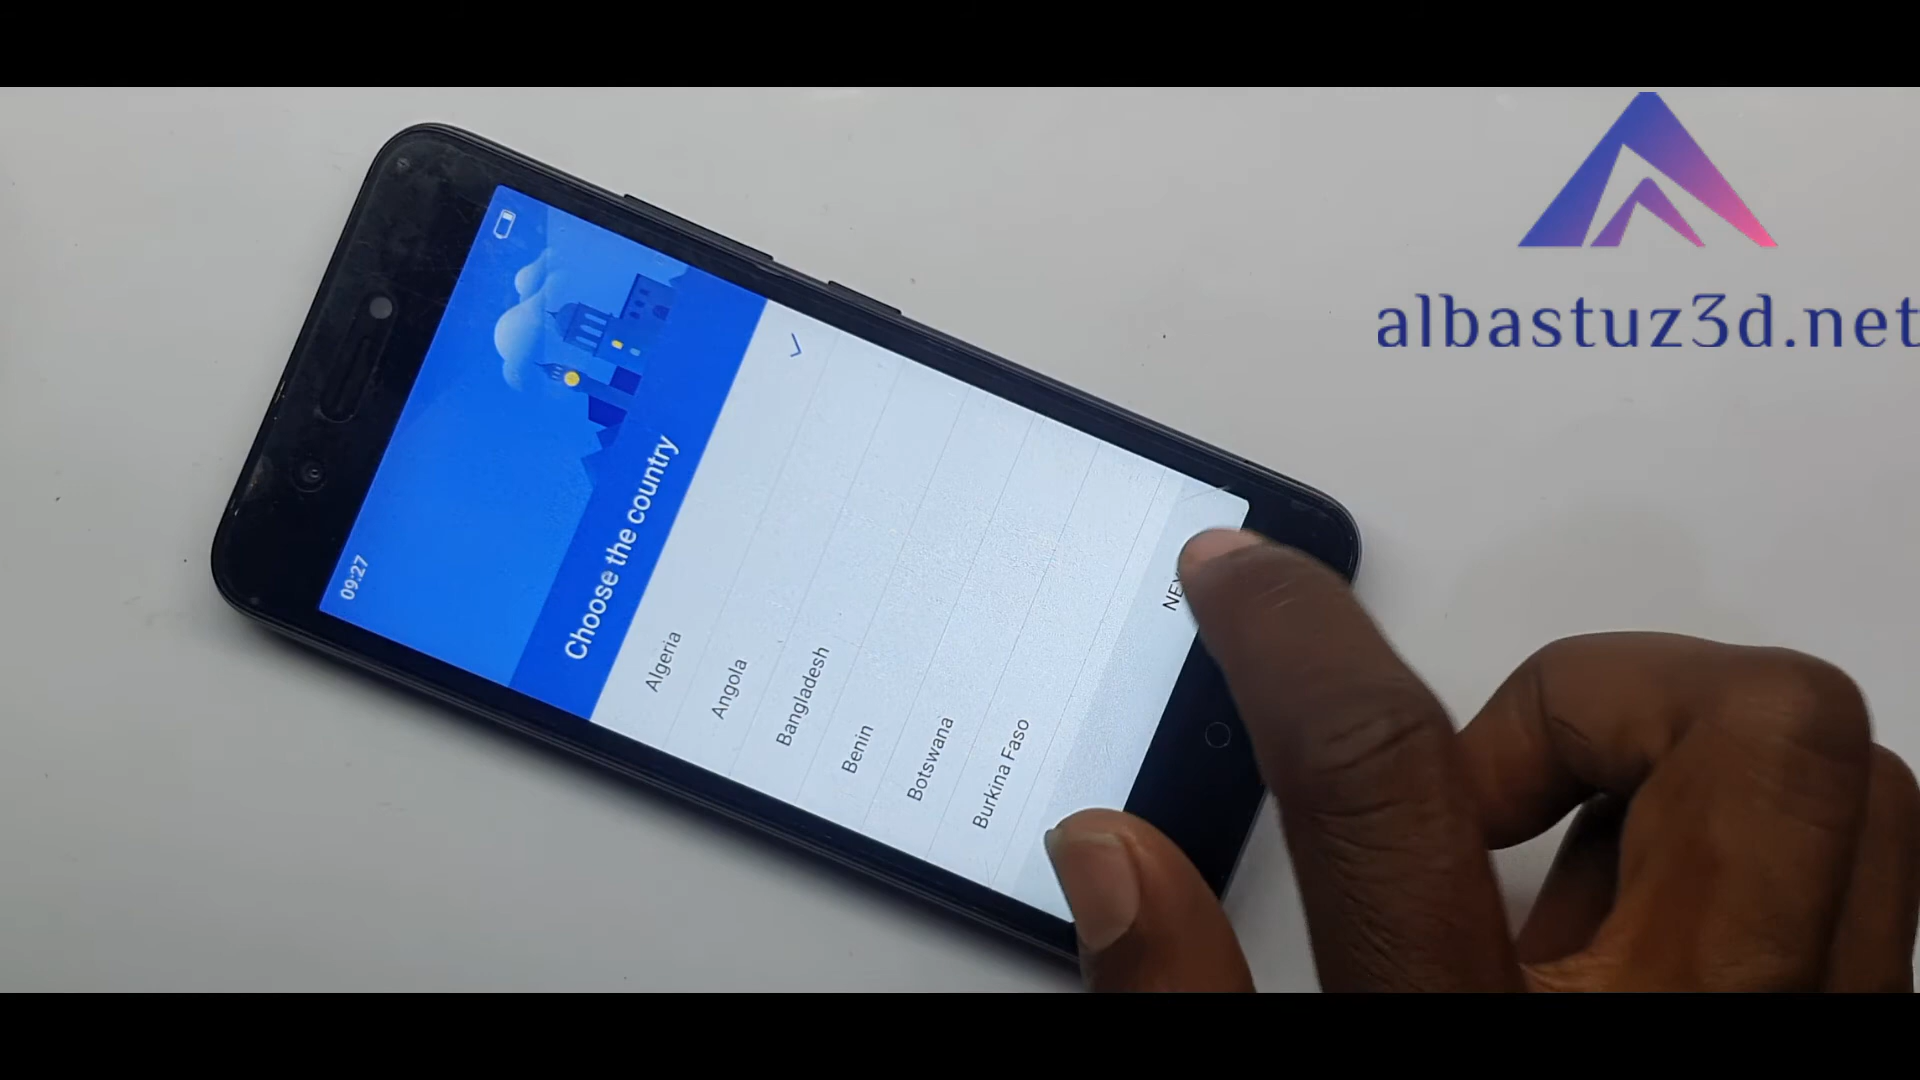 albastuz3d.net
09:27
Choose the country
Algeria
Angola
Bangladesh
Benin
Botswana
Burkina Faso